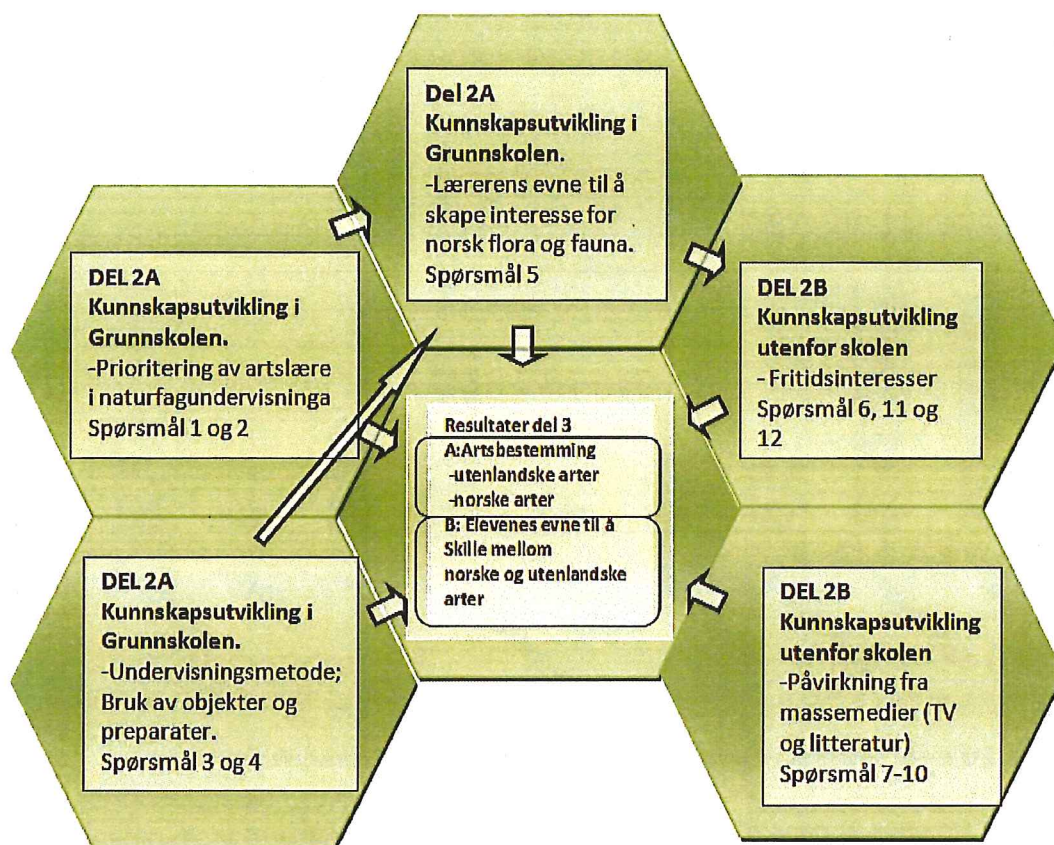 Del 2A
Kunnskapsutvikling i
Grunnskolen.
-Lærerens evne til å
skape interesse for
norsk flora og fauna.
Spørsmål 5
DEL 2A
Kunnskapsutvikling i
Grunnskolen.
-Prioritering av artslære
i naturfagundervisninga
Spørsmål 1 og 2
DEL 2B
Kunnskapsutvikling
utenfor skolen
- Fritidsinteresser
Spørsmål 6, 11 og
12
Resultater del 3
A:Artsbestemming
-utenlandske arter
-norske arter
B: Elevenes evne til å
Skille mellom
norske og utenlandske
arter
DEL 2A
Kunnskapsutvikling i
Grunnskolen.
-Undervisningsmetode;
Bruk av objekter og
preparater.
Spørsmål 3 og 4
DEL 2B
Kunnskapsutvikling
utenfor skolen
-Påvirkning fra
massemedier (TV
og litteratur)
Spørsmål 7-10